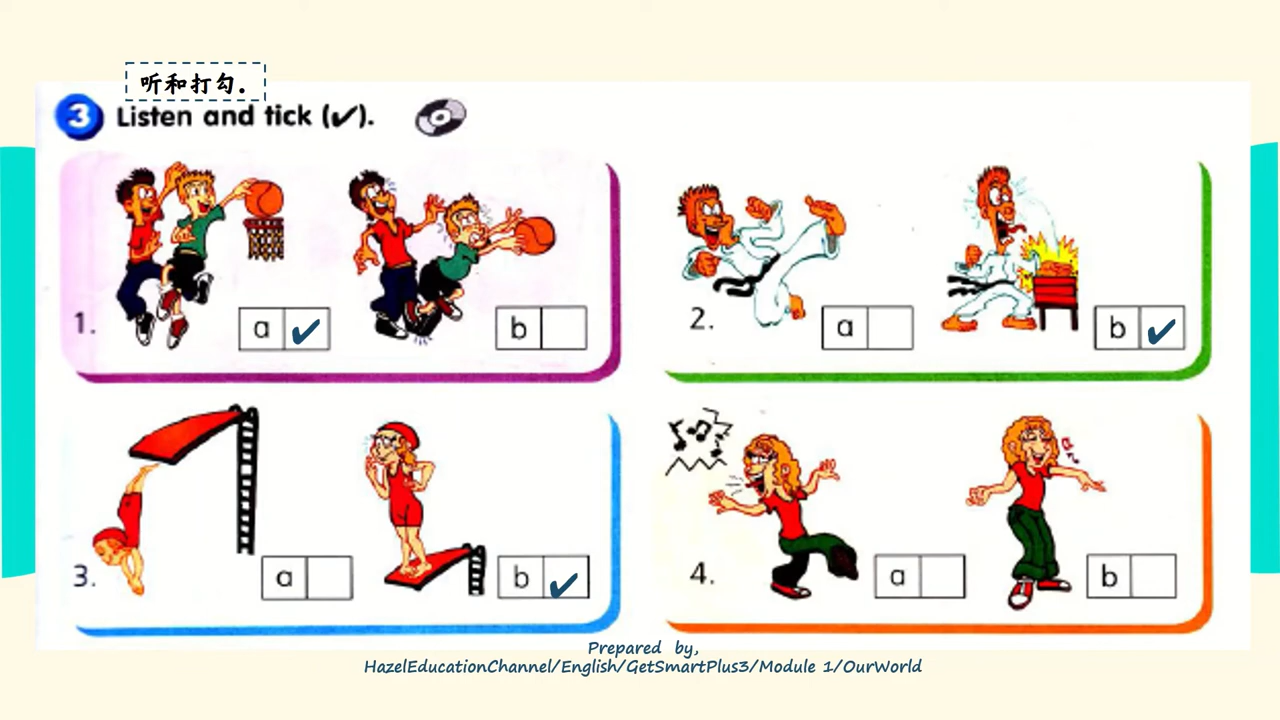 听和打勾.
3 Listen and tick (✔).
1. a ✔ b
2. a b ✔
3. a b ✔
4. a b
Prepared by,
HazelEducationChannel/English/GetSmartPlus3/Module 1/OurWorld